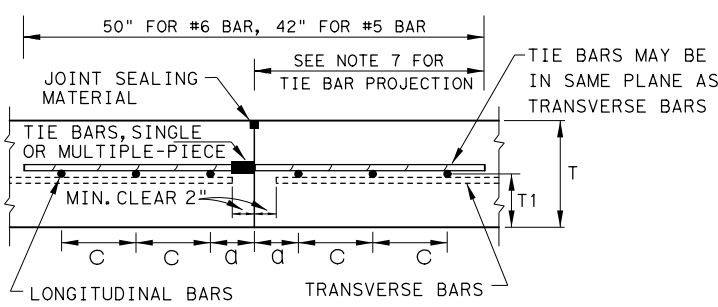 50" FOR #6 BAR, 42" FOR #5 BAR
SEE NOTE 7 FOR
TIE BAR PROJECTION
TIE BARS MAY BE
IN SAME PLANE AS
TRANSVERSE BARS
JOINT SEALING
MATERIAL
TIE BARS, SINGLE
OR MULTIPLE-PIECE
T
T1
MIN. CLEAR 2"
C C a a C C
LONGITUDINAL BARS
TRANSVERSE BARS